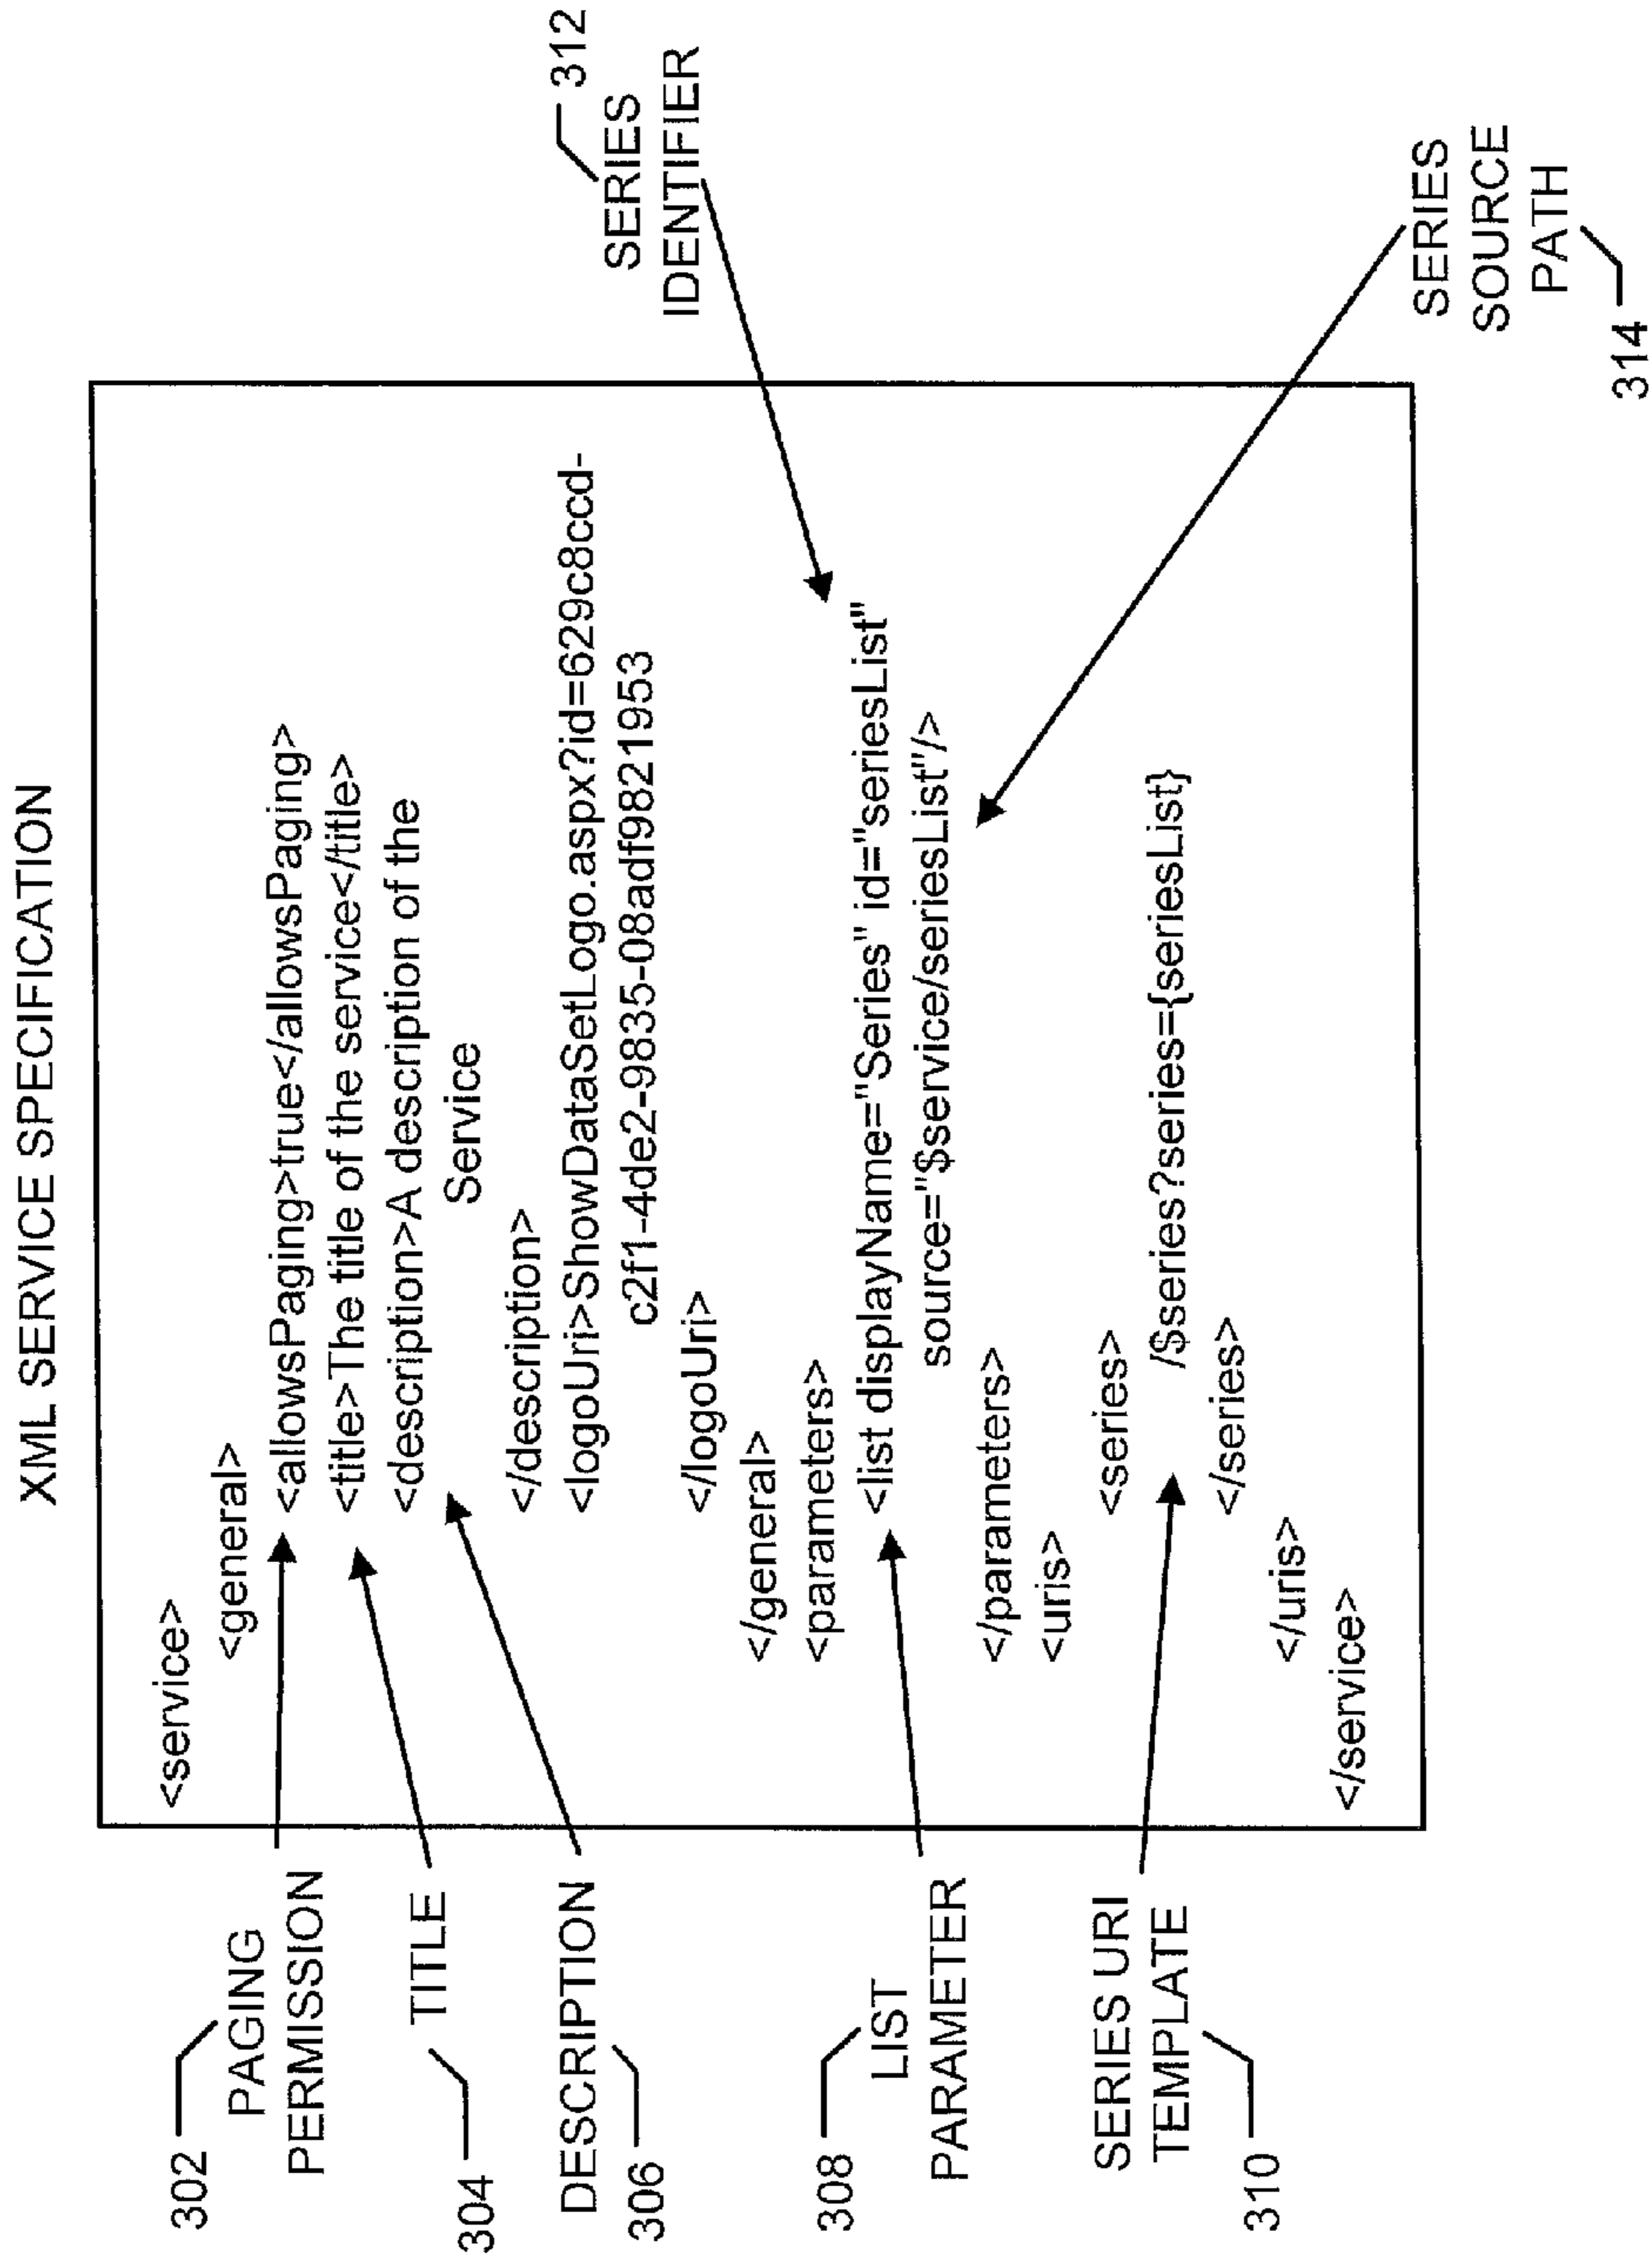 XML SERVICE SPECIFICATION
302
PAGING
PERMISSION
304
TITLE
DESCRIPTION
306
308
LIST
PARAMETER
SERIES URI
TEMPLATE
310
<service>
<general>
<allowsPaging>true</allowsPaging>
<title>The title of the service</title>
<description>A description of the
Service
</description>
<logoUri>ShowDataSetLogo.aspx?id=629c8ccd-
c2f1-4de2-9835-08adf9821953
</logoUri>
</general>
<parameters>
<list displayName="Series" id="seriesList"
source="$service/seriesList"/>
</parameters>
<uris>
<series>
/$series?series={seriesList}
</series>
</uris>
</service>
312
SERIES
IDENTIFIER
SERIES
SOURCE
PATH
314